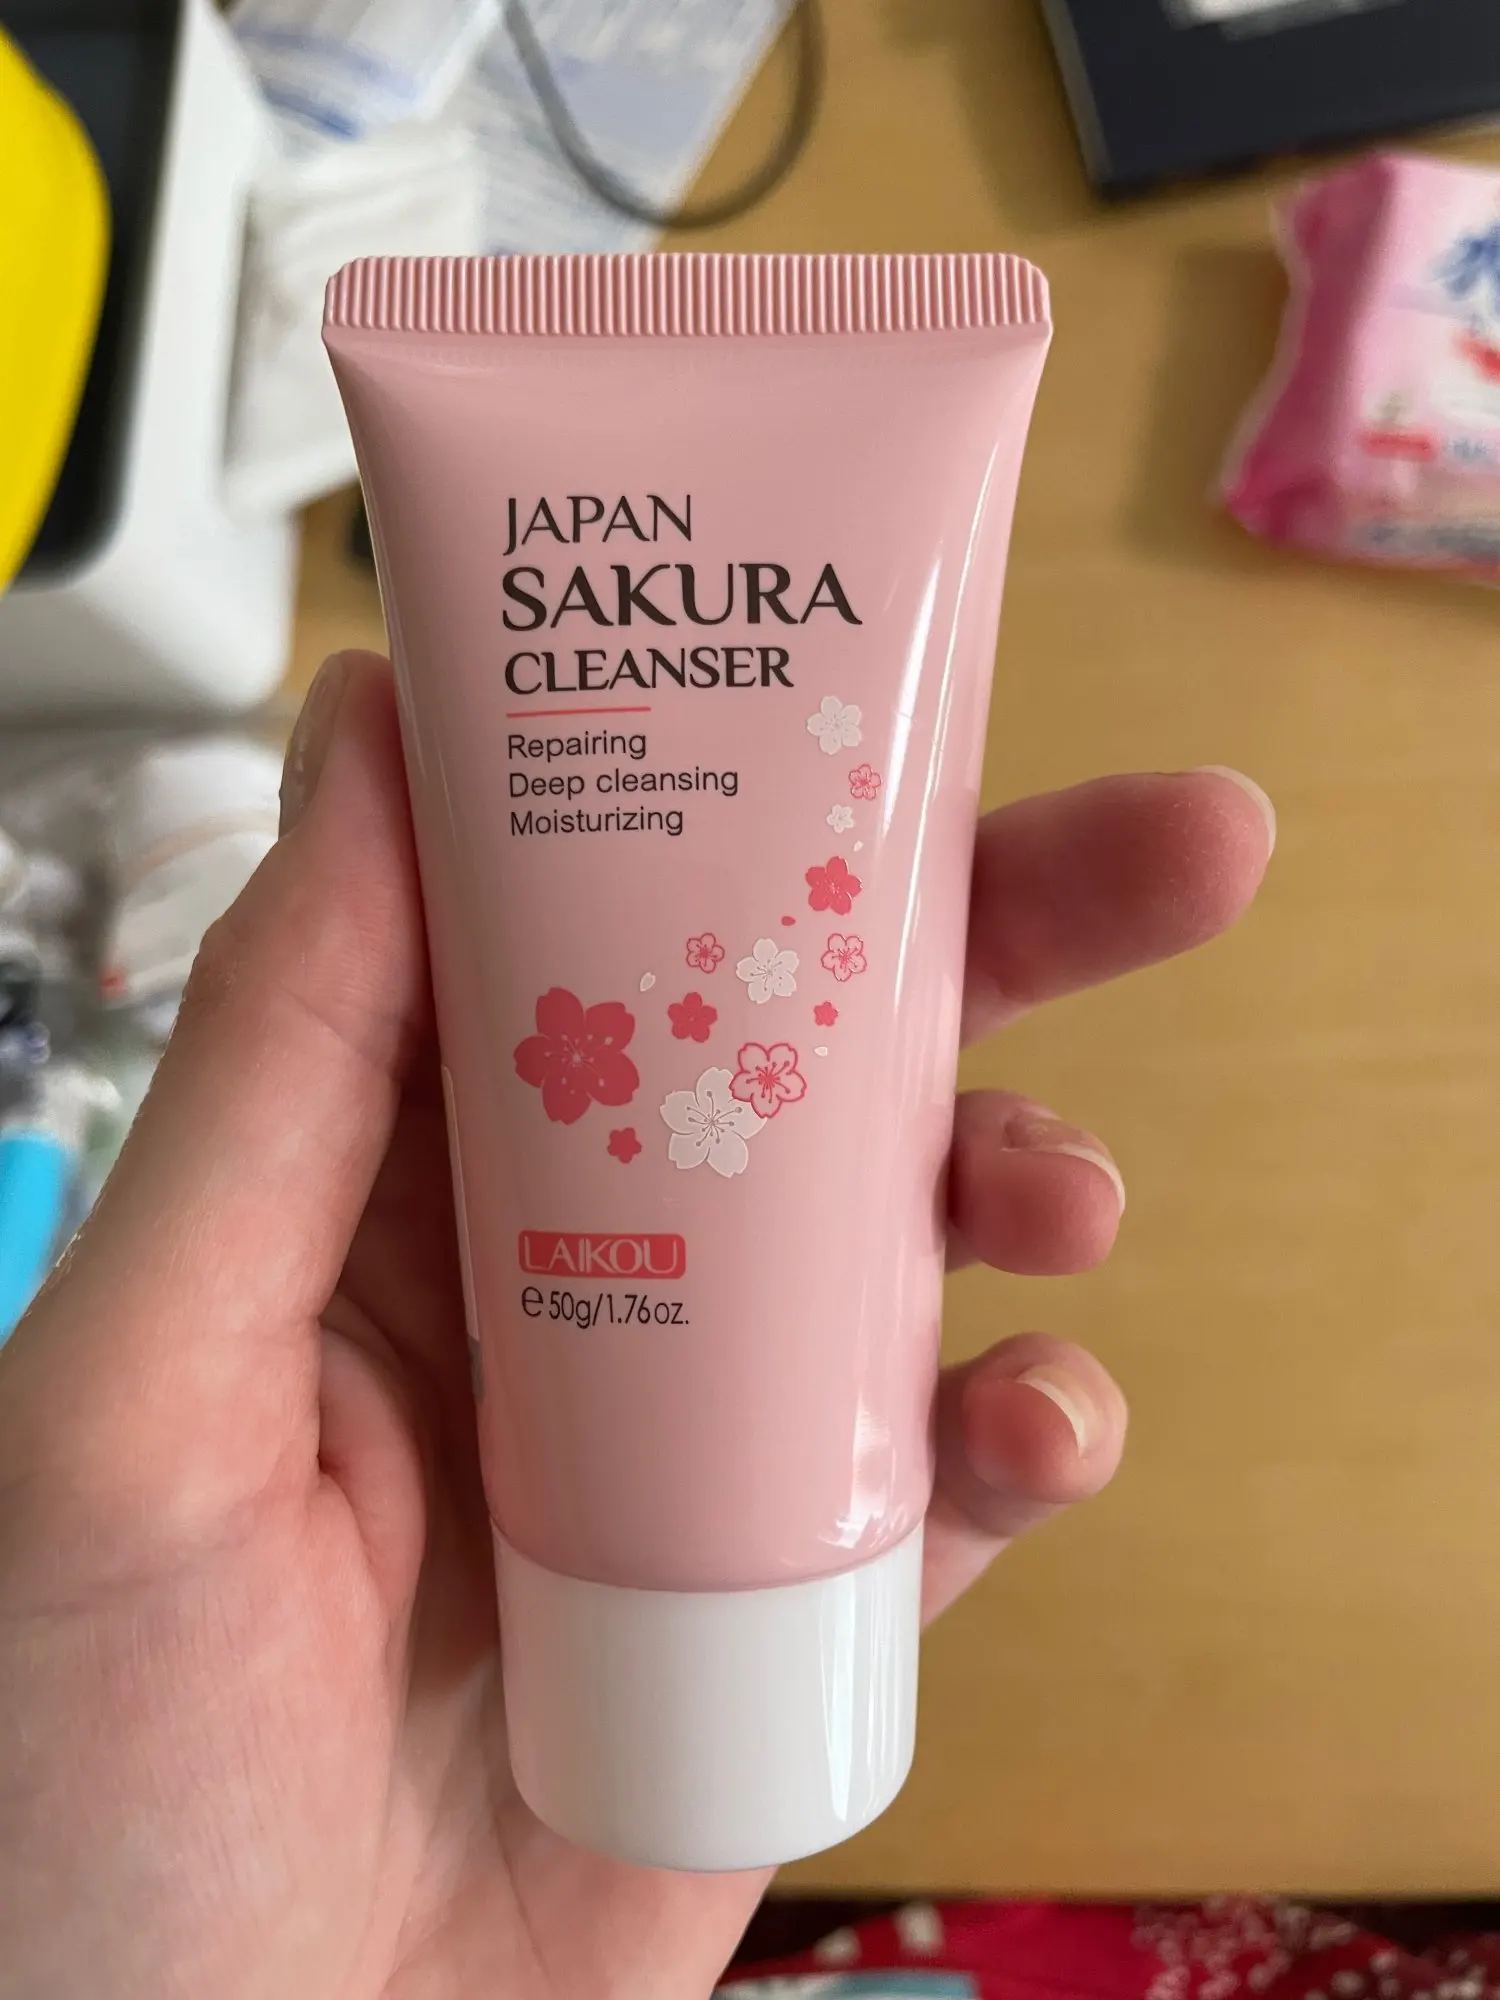 JAPAN
SAKURA
CLEANSER
Repairing
Deep cleansing
Moisturizing
LAIKOU
℮ 50g/1.76oz.